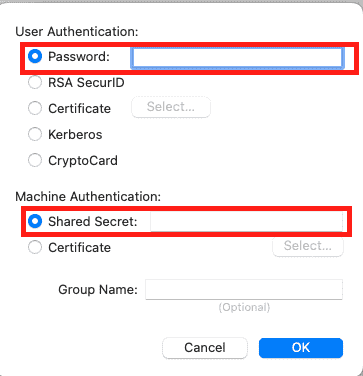 User Authentication:
Password:
RSA SecurID
Certificate Select...
Kerberos
CryptoCard
Machine Authentication:
Shared Secret:
Certificate Select...
Group Name:
(Optional)
Cancel OK